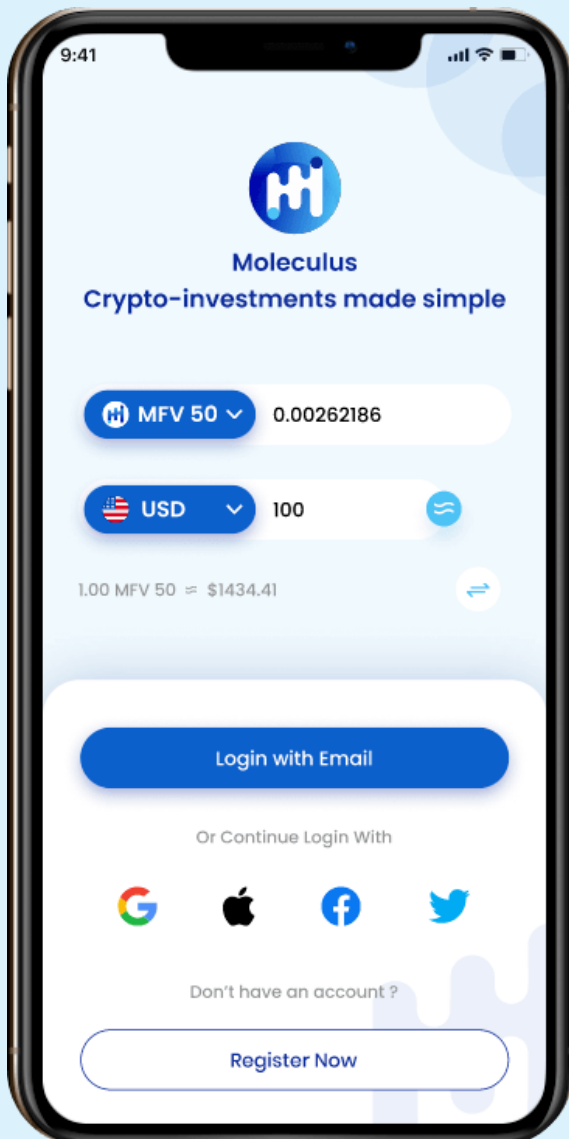 9:41
Moleculus
Crypto-investments made simple
MFV 50 0.00262186
USD 100
1.00 MFV 50 ≈ $1434.41
Login with Email
Or Continue Login With
Don't have an account ?
Register Now